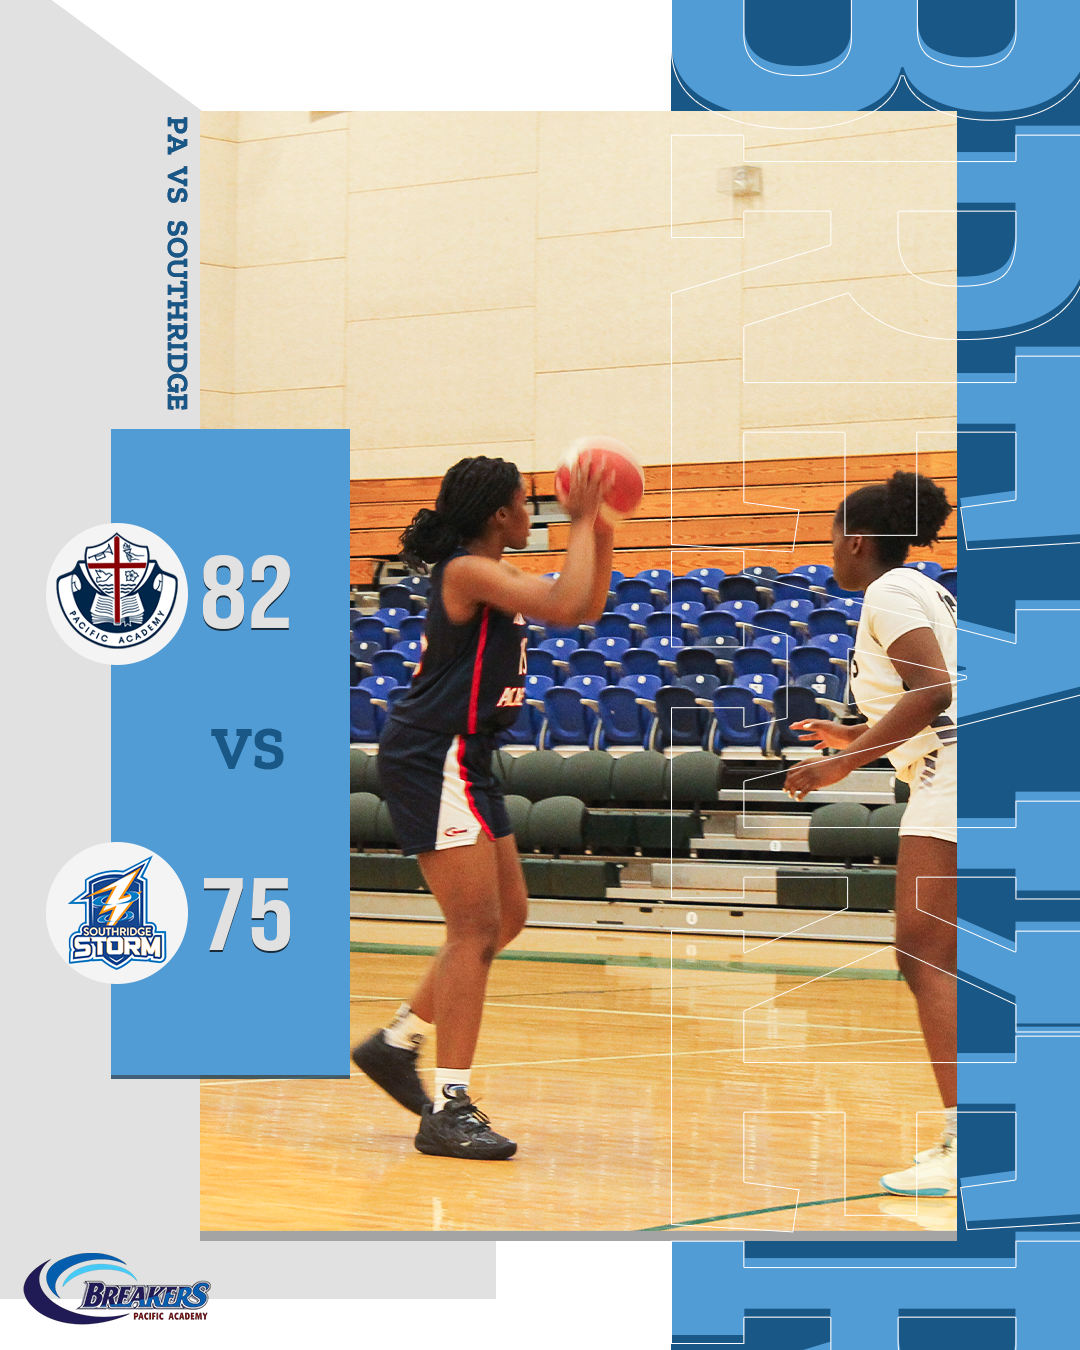 PA VS SOUTHRIDGE
PACIFIC ACADEMY
82
VS
SOUTHRIDGE
STORM
75
BREAKERS
PACIFIC ACADEMY